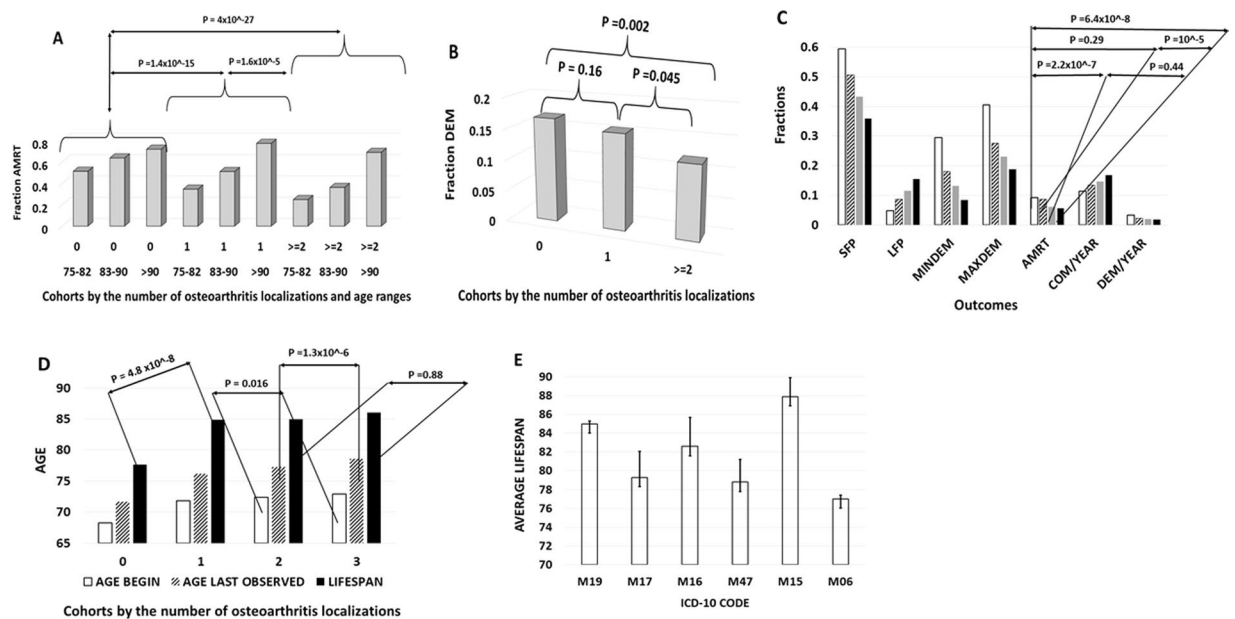 A
P = 4x10^-27
P =1.4x10^-15
P =1.6x10^-5
Fraction AMRT
0.8
0.6
0.4
0.2
0
0 0 0 1 1 1 >=2 >=2 >=2
75-82 83-90 >90 75-82 83-90 >90 75-82 83-90 >90
Cohorts by the number of osteoarthritis localizations and age ranges
B
P =0.002
P = 0.16
P =0.045
Fraction DEM
0.2
0.15
0.1
0.05
0
0
1
>=2
Cohorts by the number of osteoarthritis localizations
C
P =6.4x10^-8
P =0.29
P =10^-5
P =2.2x10^-7
P =0.44
Fractions
0.6
0.5
0.4
0.3
0.2
0.1
0
SFP
LFP
MINDEM
MAXDEM
AMRT
COM/YEAR
DEM/YEAR
Outcomes
D
P = 4.8 x10^-8
P =1.3x10^-6
P = 0.016
P =0.88
AGE
90
85
80
75
70
65
0 1 2 3
AGE BEGIN AGE LAST OBSERVED LIFESPAN
Cohorts by the number of osteoarthritis localizations
E
AVERAGE LIFESPAN
90
88
86
84
82
80
78
76
74
72
70
M19 M17 M16 M47 M15 M06
ICD-10 CODE